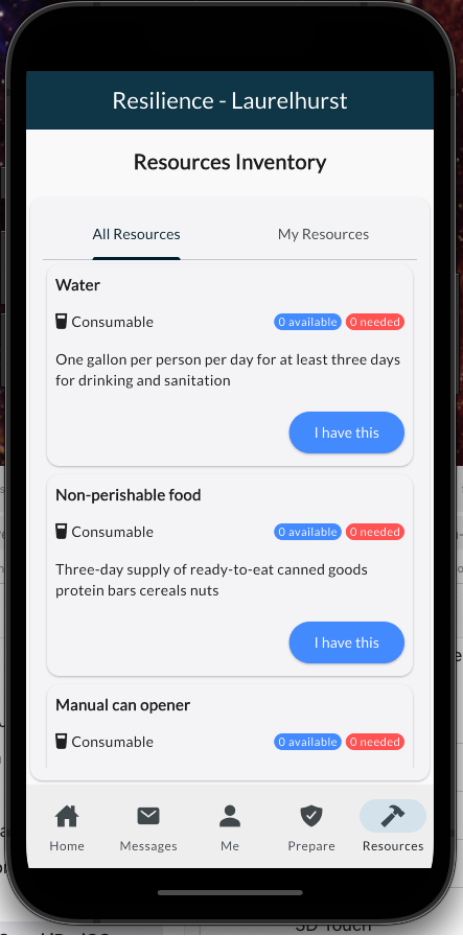 Resilience - Laurelhurst
Resources Inventory
All Resources
My Resources
Water
Consumable
0 available
0 needed
One gallon per person per day for at least three days
for drinking and sanitation
I have this
Non-perishable food
Consumable
0 available
0 needed
Three-day supply of ready-to-eat canned goods
protein bars cereals nuts
I have this
Manual can opener
Consumable
0 available
0 needed
Home
Messages
Me
Prepare
Resources
3D Touch